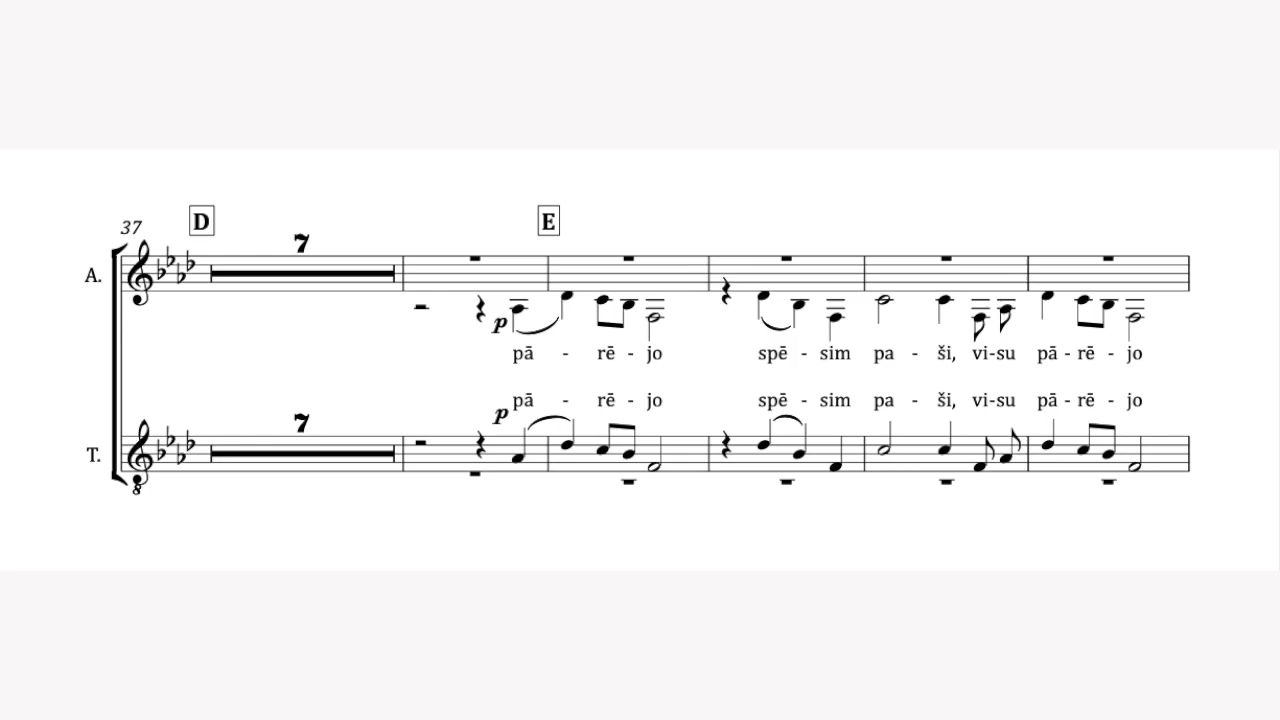 37 D 7 E
A.
p
pā - rē - jo spē - sim pa - ši, vi-su pā - rē - jo
pā - rē - jo spē - sim pa - ši, vi-su pā - rē - jo
p
7
T.
8